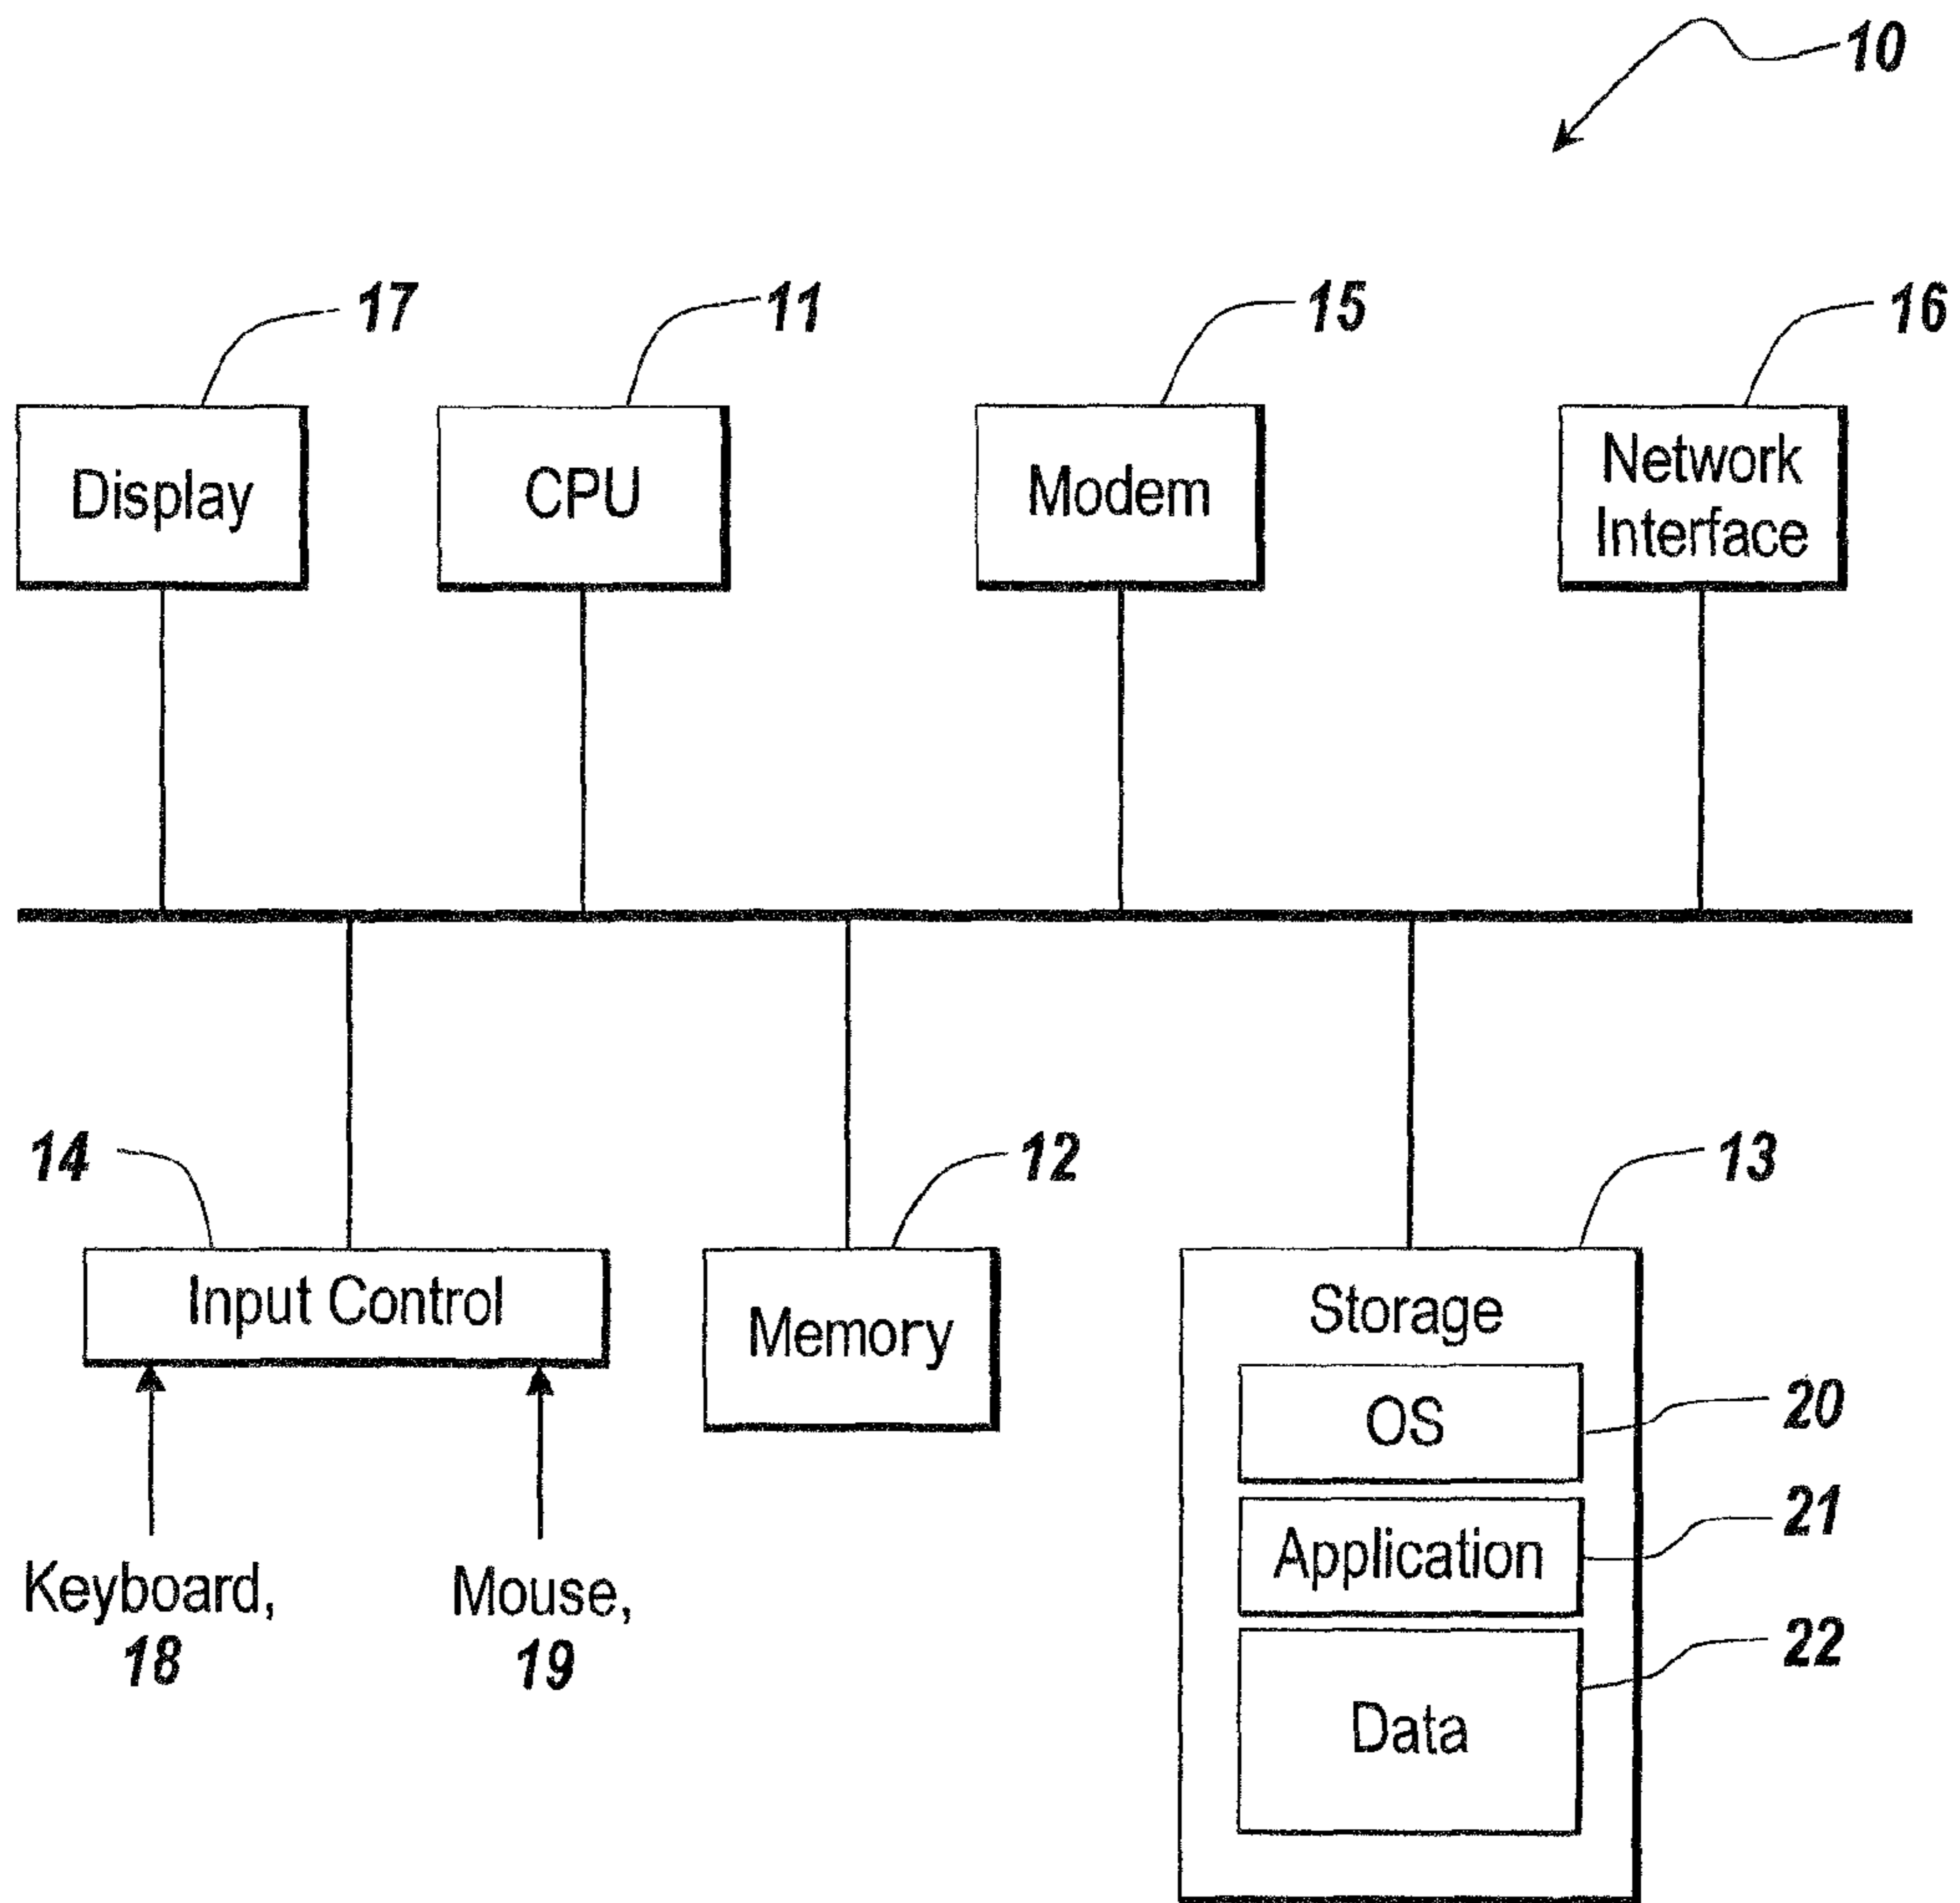 10
17
11
15
16
Display
CPU
Modem
Network
Interface
14
12
13
Input Control
Memory
Storage
OS
20
Application
21
Data
22
Keyboard,
18
Mouse,
19